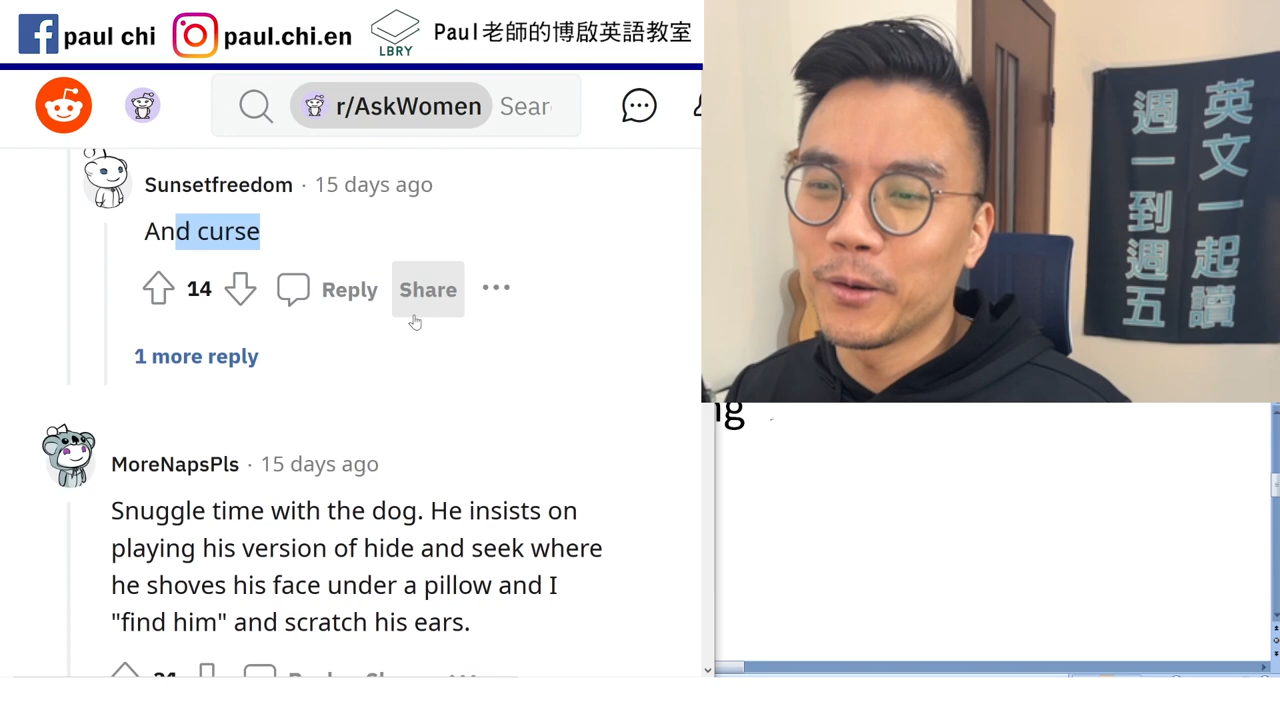 paul chi
paul.chi.en
LBRY
Paul老師的博啟英語教室
r/AskWomen
Sear
Sunsetfreedom · 15 days ago
And curse
14
Reply
Share
1 more reply
MoreNapsPls · 15 days ago
Snuggle time with the dog. He insists on
playing his version of hide and seek where
he shoves his face under a pillow and I
"find him" and scratch his ears.
英文一起讀
週一到週五